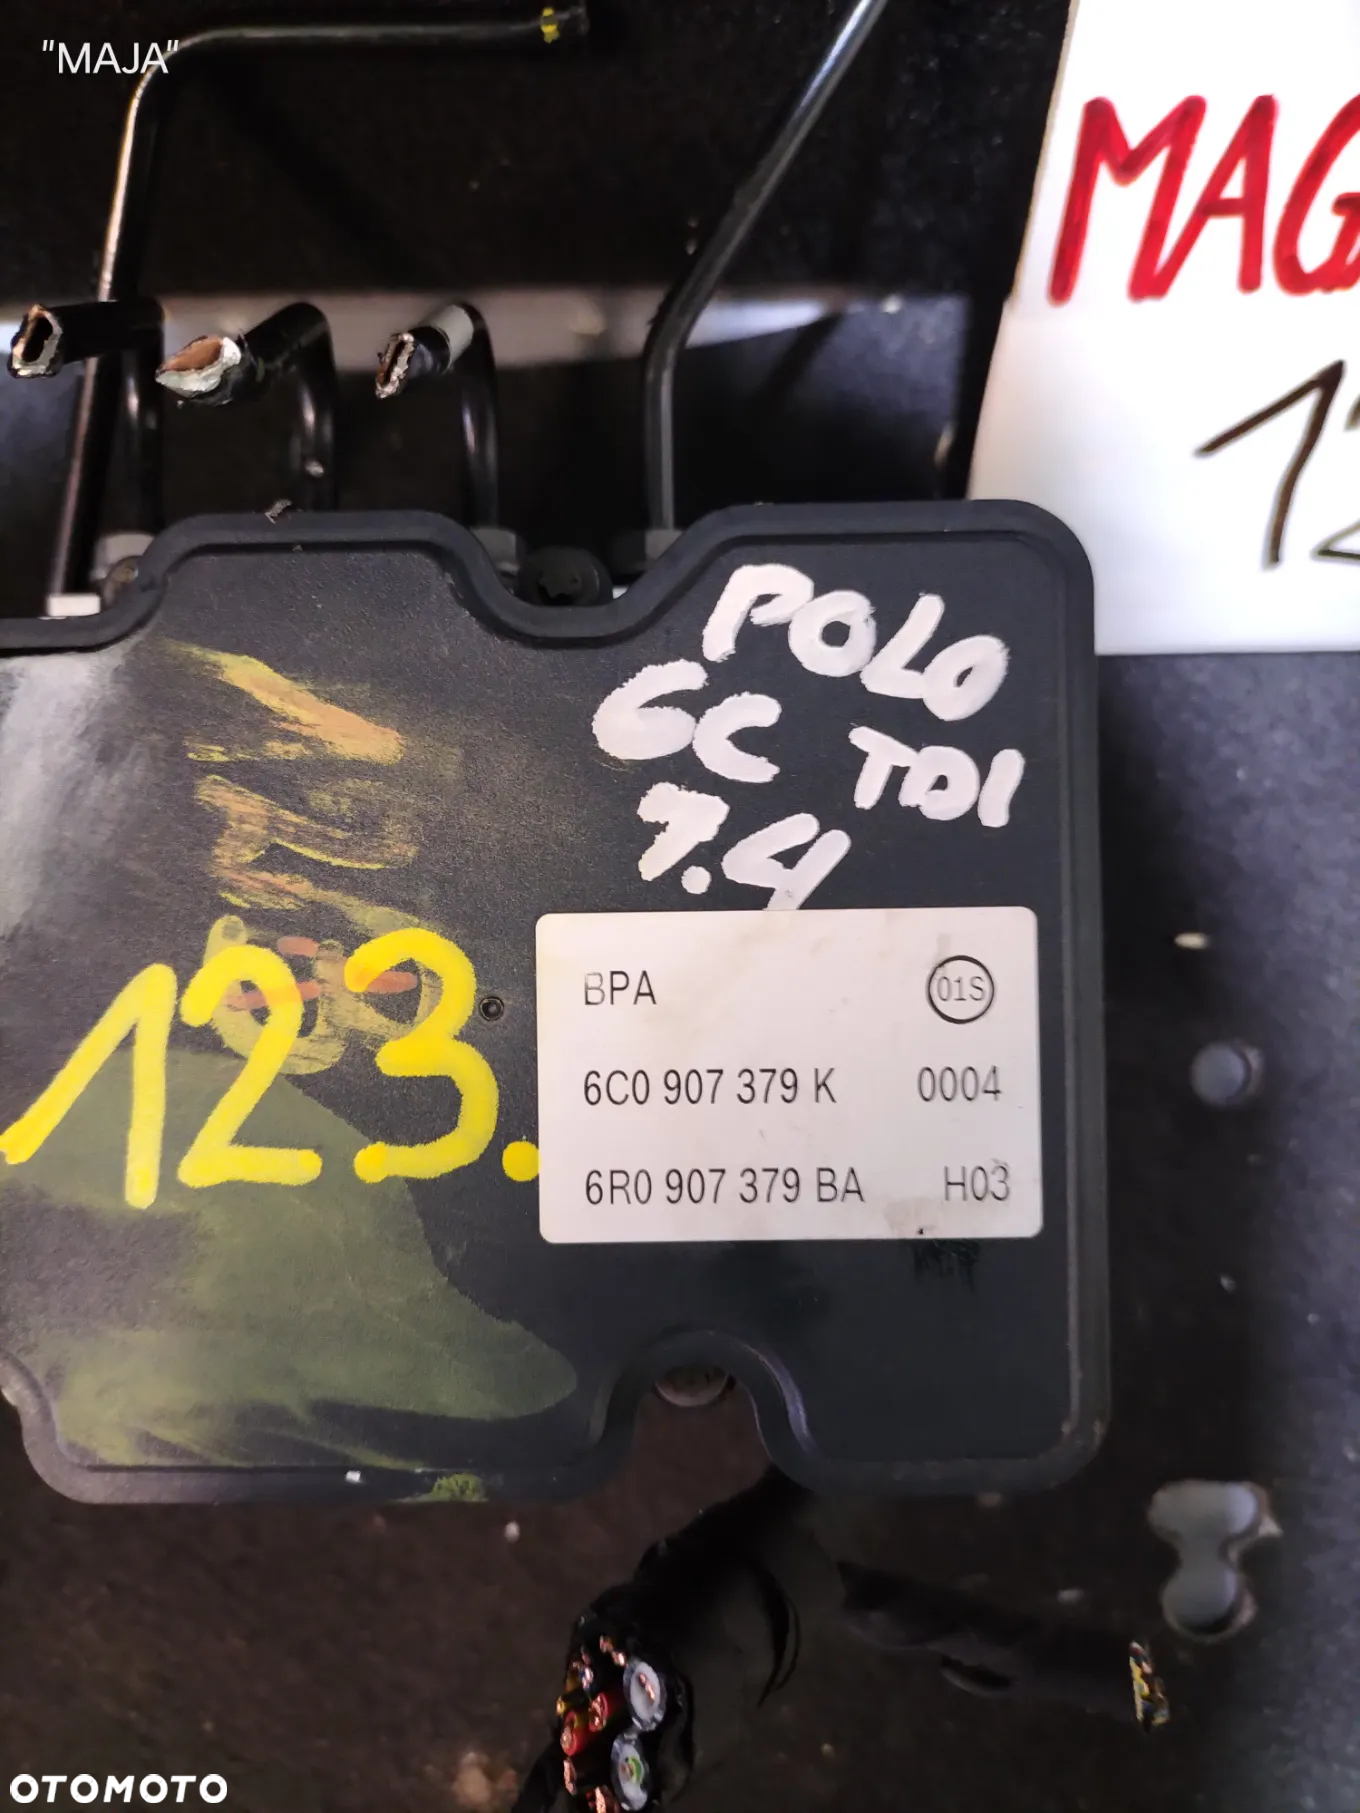 "MAJA"
MAG
12
POLO
6C TDI
1.4
123.
BPA 01S
6C0 907 379 K 0004
6R0 907 379 BA H03
OTOMOTO